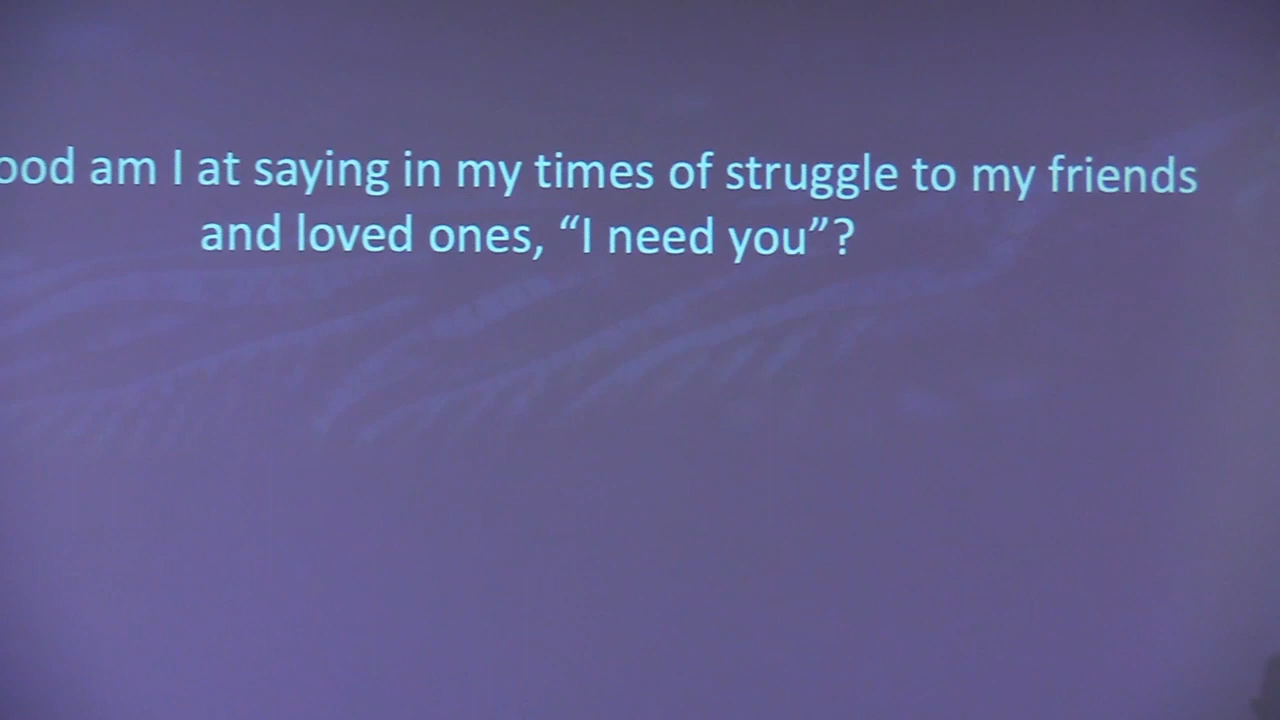 ood am I at saying in my times of struggle to my friends
and loved ones, “I need you”?